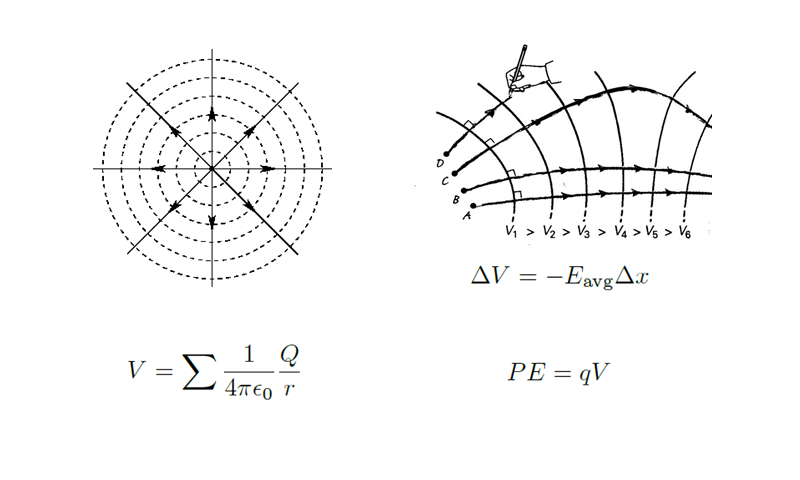 D
C
B
A
V₁ > V₂ > V₃ > V₄ > V₅ > V₆
ΔV = −E_avg Δx
V = ∑ 1/(4πϵ₀) Q/r
PE = qV